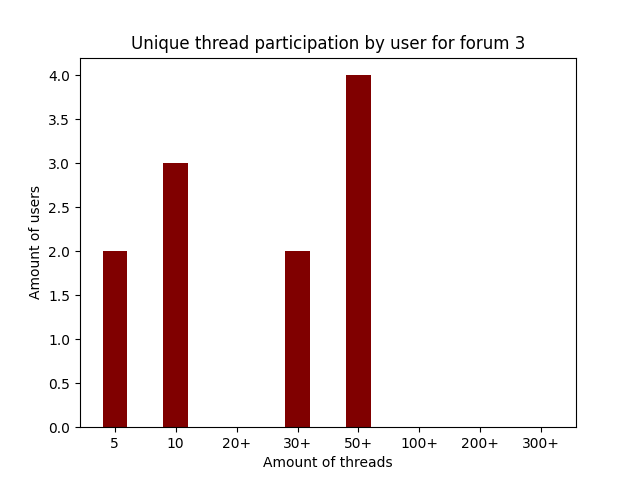 Unique thread participation by user for forum 3
4.0
3.5
3.0
2.5
2.0
1.5
1.0
0.5
0.0
Amount of users
5 10 20+ 30+ 50+ 100+ 200+ 300+
Amount of threads